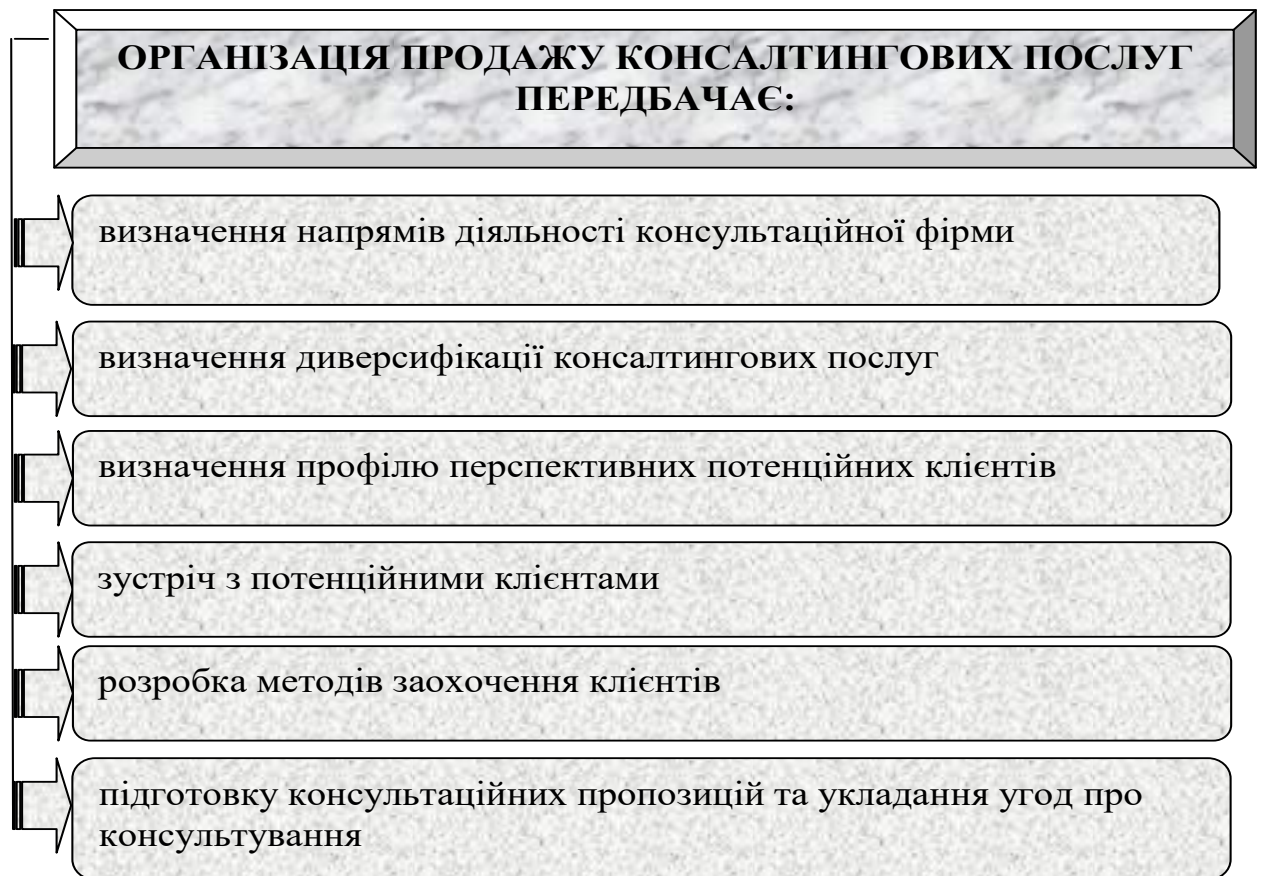 ОРГАНІЗАЦІЯ ПРОДАЖУ КОНСАЛТИНГОВИХ ПОСЛУГ
ПЕРЕДБАЧАЄ:
визначення напрямів діяльності консультаційної фірми
визначення диверсифікації консалтингових послуг
визначення профілю перспективних потенційних клієнтів
зустріч з потенційними клієнтами
розробка методів заохочення клієнтів
підготовку консультаційних пропозицій та укладання угод про
консультування